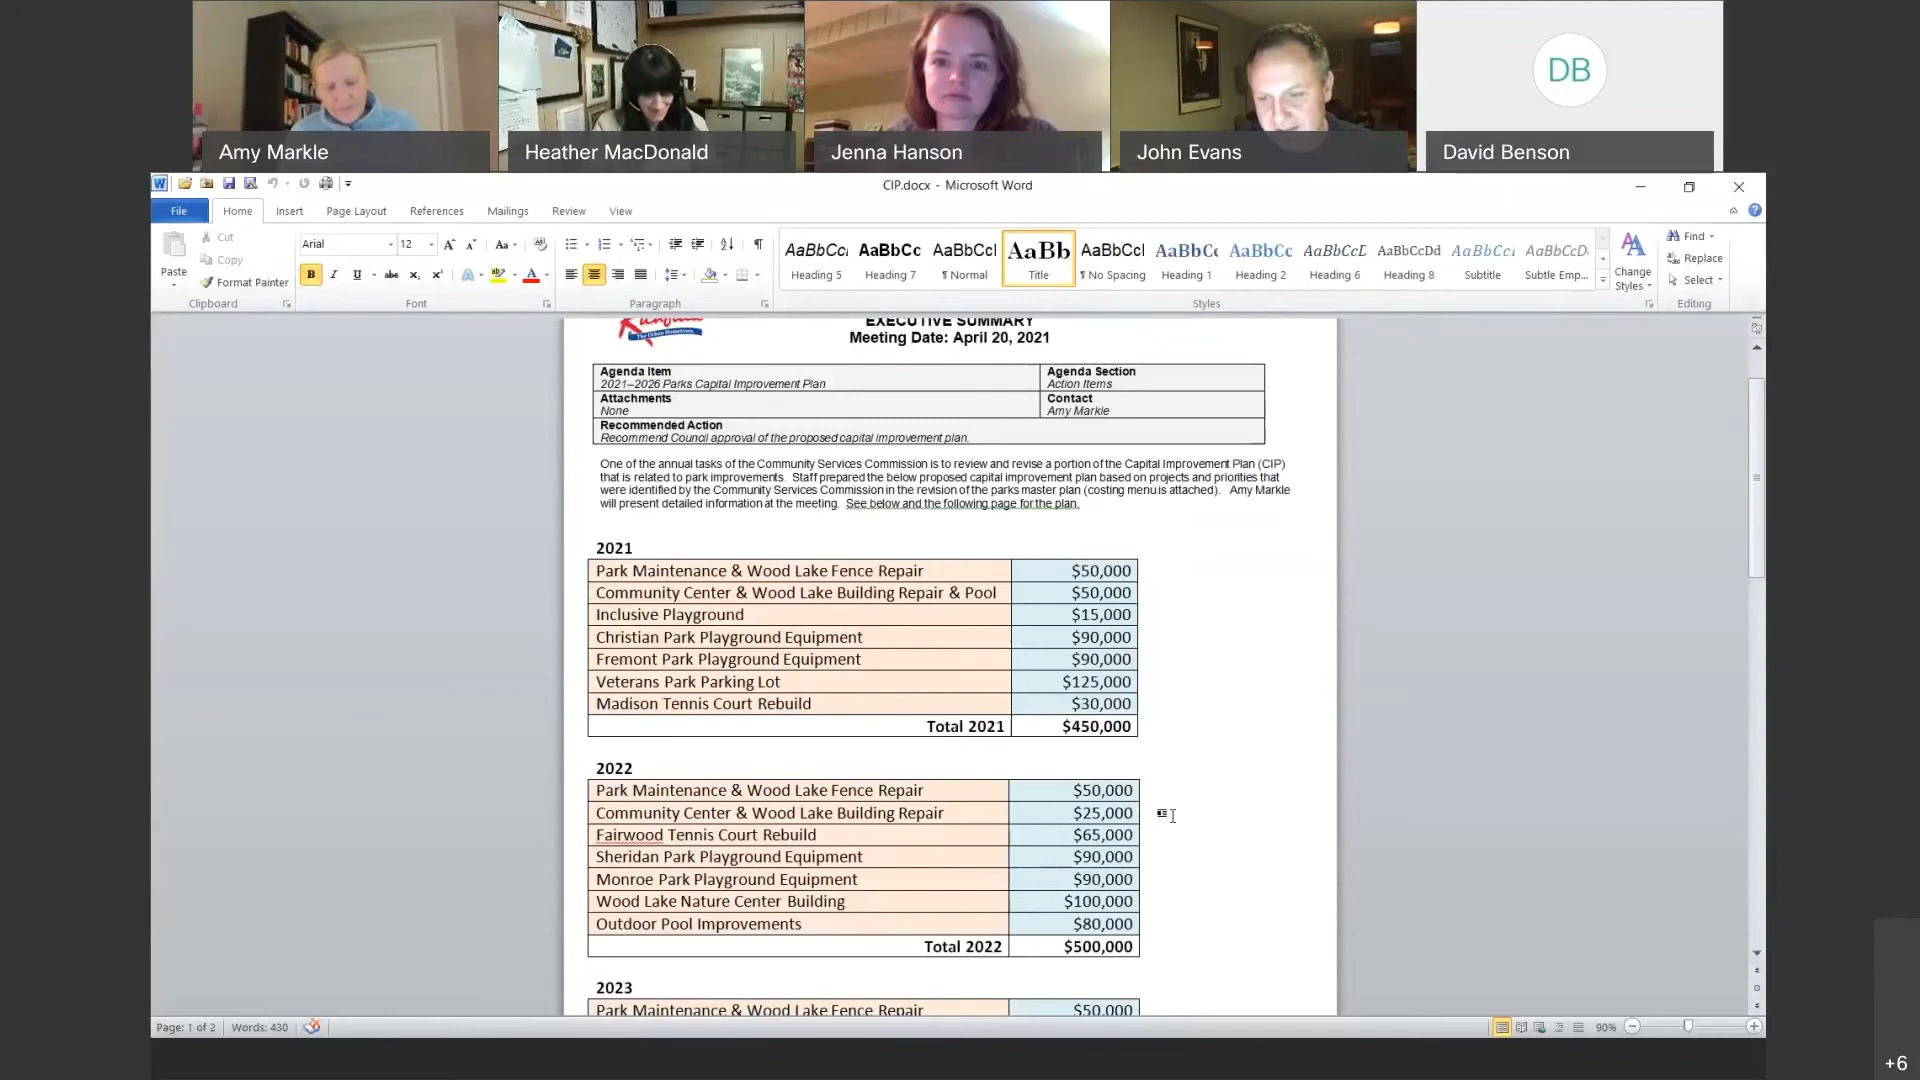 DB
Amy Markle
Heather MacDonald
Jenna Hanson
John Evans
David Benson
CIP.docx - Microsoft Word
File Home Insert Page Layout References Mailings Review View
Paste
Cut
Copy
Format Painter
Clipboard
Arial 12
Font
Paragraph
AaBbCcI AaBbCc AaBbCcI AaBb AaBbCcI AaBbCc AaBbCc AaBbCcD AaBbCcDd AaBbCcI AaBbCcD
Heading 5 Heading 7 ¶ Normal Title ¶ No Spacing Heading 1 Heading 2 Heading 6 Heading 8 Subtitle Subtle Emp...
Styles
Change Styles
Find
Replace
Select
Editing
The Urban Hometown
EXECUTIVE SUMMARY
Meeting Date: April 20, 2021
Agenda Item
2021–2026 Parks Capital Improvement Plan
Agenda Section
Action Items
Attachments
None
Contact
Amy Markle
Recommended Action
Recommend Council approval of the proposed capital improvement plan.
One of the annual tasks of the Community Services Commission is to review and revise a portion of the Capital Improvement Plan (CIP)
that is related to park improvements. Staff prepared the below proposed capital improvement plan based on projects and priorities that
were identified by the Community Services Commission in the revision of the parks master plan (costing menu is attached). Amy Markle
will present detailed information at the meeting. See below and the following page for the plan.
2021
Park Maintenance & Wood Lake Fence Repair $50,000
Community Center & Wood Lake Building Repair & Pool $50,000
Inclusive Playground $15,000
Christian Park Playground Equipment $90,000
Fremont Park Playground Equipment $90,000
Veterans Park Parking Lot $125,000
Madison Tennis Court Rebuild $30,000
Total 2021 $450,000
2022
Park Maintenance & Wood Lake Fence Repair $50,000
Community Center & Wood Lake Building Repair $25,000
Fairwood Tennis Court Rebuild $65,000
Sheridan Park Playground Equipment $90,000
Monroe Park Playground Equipment $90,000
Wood Lake Nature Center Building $100,000
Outdoor Pool Improvements $80,000
Total 2022 $500,000
2023
Park Maintenance & Wood Lake Fence Repair $50,000
Page: 1 of 2 Words: 430 90%
+6